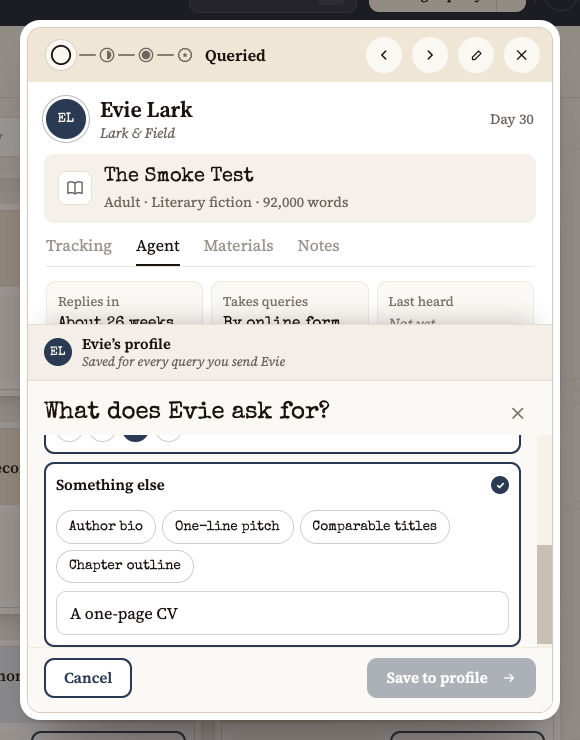 Queried
EL
Evie Lark
Lark & Field
Day 30
The Smoke Test
Adult · Literary fiction · 92,000 words
Tracking
Agent
Materials
Notes
Replies in
Takes queries
Last heard
About 26 weeks
By online form
Not yet
EL
Evie's profile
Saved for every query you send Evie
What does Evie ask for?
Something else
Author bio
One-line pitch
Comparable titles
Chapter outline
A one-page CV
Cancel
Save to profile